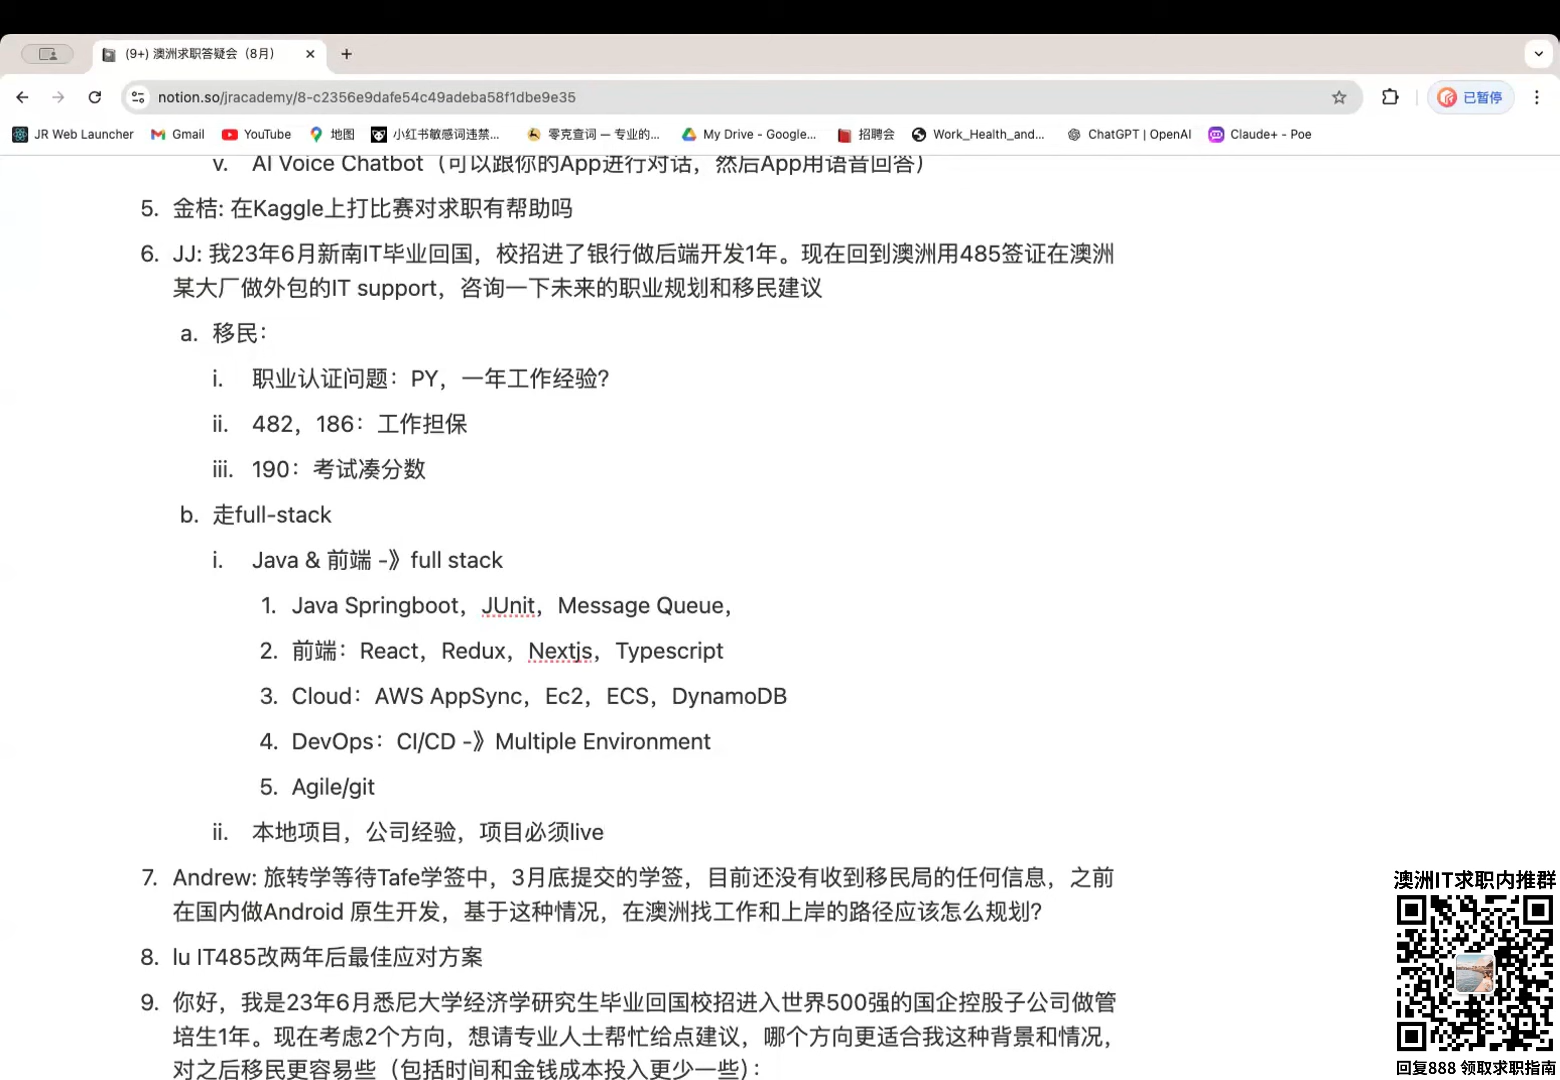 (9+) 澳洲求职答疑会（8月）
notion.so/jracademy/8-c2356e9dafe54c49adeba58f1dbe9e35
已暂停
JR Web Launcher
Gmail
YouTube
地图
小红书敏感词违禁...
零克查词 — 专业的...
My Drive - Google...
招聘会
Work_Health_and...
ChatGPT | OpenAI
Claude+ - Poe
v. AI Voice Chatbot（可以跟你的App进行对话，然后App用语音回答）
5. 金桔: 在Kaggle上打比赛对求职有帮助吗
6. JJ: 我23年6月新南IT毕业回国，校招进了银行做后端开发1年。现在回到澳洲用485签证在澳洲
某大厂做外包的IT support，咨询一下未来的职业规划和移民建议
a. 移民：
i. 职业认证问题：PY，一年工作经验？
ii. 482，186：工作担保
iii. 190：考试凑分数
b. 走full-stack
i. Java & 前端 -》full stack
1. Java Springboot，JUnit，Message Queue，
2. 前端：React，Redux，Nextjs，Typescript
3. Cloud：AWS AppSync，Ec2，ECS，DynamoDB
4. DevOps：CI/CD -》Multiple Environment
5. Agile/git
ii. 本地项目，公司经验，项目必须live
7. Andrew: 旅转学等待Tafe学签中，3月底提交的学签，目前还没有收到移民局的任何信息，之前
在国内做Android 原生开发，基于这种情况，在澳洲找工作和上岸的路径应该怎么规划？
8. lu IT485改两年后最佳应对方案
9. 你好，我是23年6月悉尼大学经济学研究生毕业回国校招进入世界500强的国企控股子公司做管
培生1年。现在考虑2个方向，想请专业人士帮忙给点建议，哪个方向更适合我这种背景和情况，
对之后移民更容易些（包括时间和金钱成本投入更少一些）：
澳洲IT求职内推群
回复888 领取求职指南